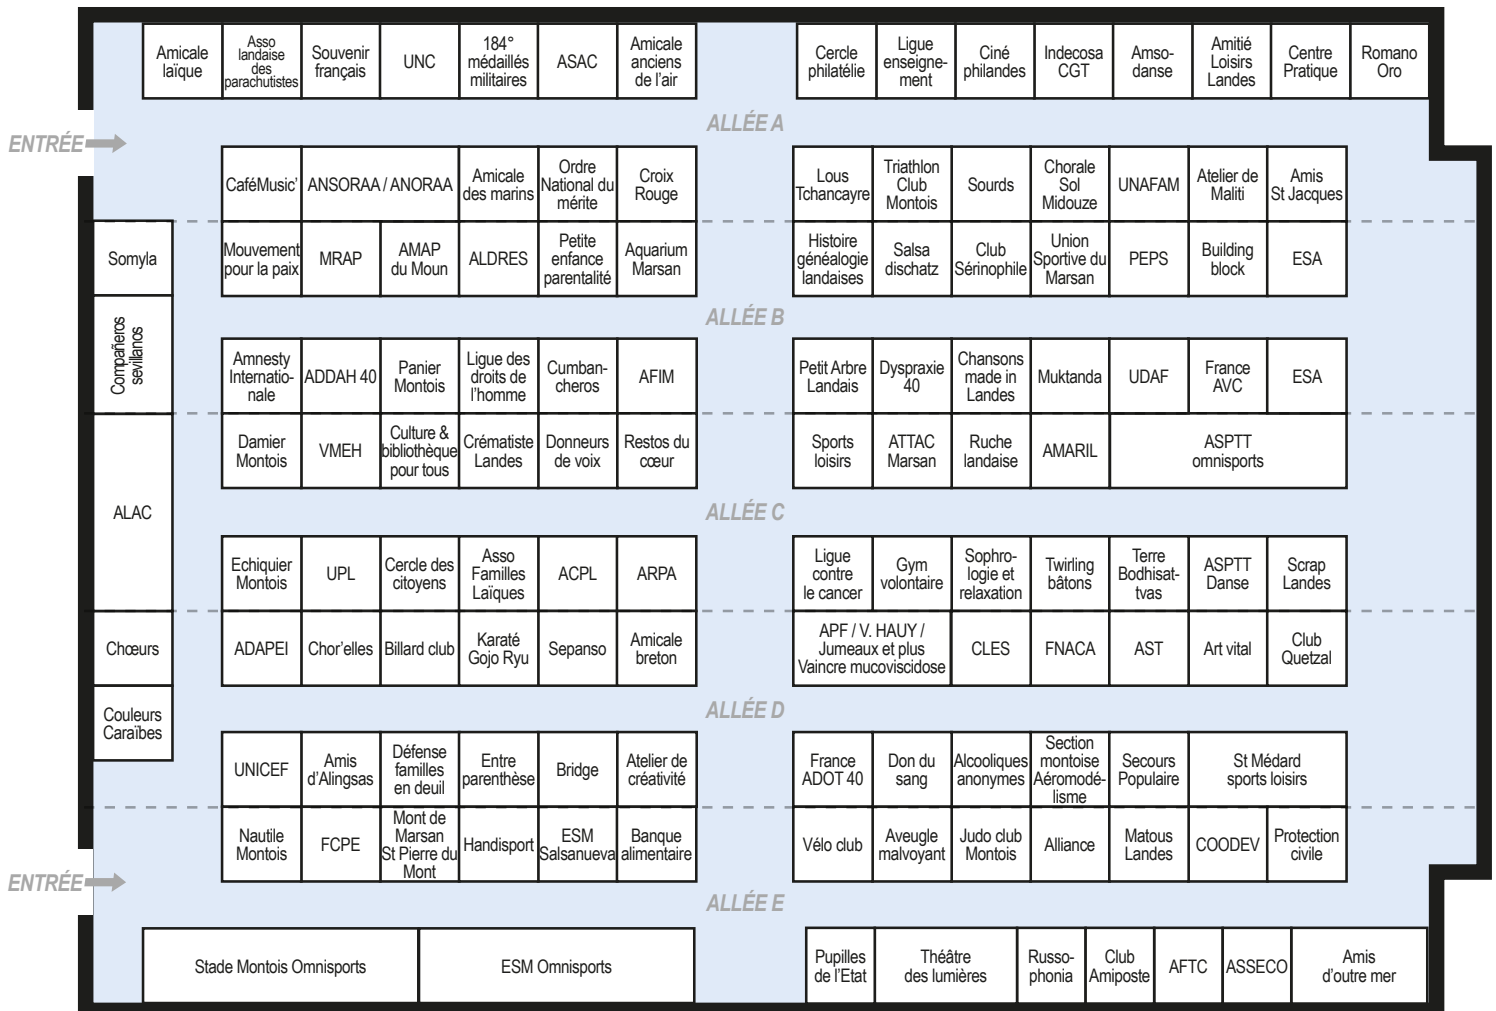 Amicale
laïque
Asso
landaise
des
parachutistes
Souvenir
français
UNC
184°
médaillés
militaires
ASAC
Amicale
anciens
de l'air
Cercle
philatélie
Ligue
enseigne-
ment
Ciné
philandes
Indecosa
CGT
Amso-
danse
Amitié
Loisirs
Landes
Centre
Pratique
Romano
Oro
ALLÉE A
ENTRÉE
CaféMusic'
ANSORAA / ANORAA
Amicale
des marins
Ordre
National du
mérite
Croix
Rouge
Lous
Tchancayre
Triathlon
Club
Montois
Sourds
Chorale
Sol
Midouze
UNAFAM
Atelier de
Maliti
Amis
St Jacques
Somyla
Mouvement
pour la paix
MRAP
AMAP
du Moun
ALDRES
Petite
enfance
parentalité
Aquarium
Marsan
Histoire
généalogie
landaises
Salsa
dischatz
Club
Sérinophile
Union
Sportive du
Marsan
PEPS
Building
block
ESA
ALLÉE B
Compañeros
sevillanos
Amnesty
Internatio-
nale
ADDAH 40
Panier
Montois
Ligue des
droits de
l'homme
Cumban-
cheros
AFIM
Petit Arbre
Landais
Dyspraxie
40
Chansons
made in
Landes
Muktanda
UDAF
France
AVC
ESA
ALAC
Damier
Montois
VMEH
Culture &
bibliothèque
pour tous
Crématiste
Landes
Donneurs
de voix
Restos du
cœur
Sports
loisirs
ATTAC
Marsan
Ruche
landaise
AMARIL
ASPTT
omnisports
ALLÉE C
Echiquier
Montois
UPL
Cercle des
citoyens
Asso
Familles
Laïques
ACPL
ARPA
Ligue
contre
le cancer
Gym
volontaire
Sophro-
logie et
relaxation
Twirling
bâtons
Terre
Bodhisat-
tvas
ASPTT
Danse
Scrap
Landes
Chœurs
ADAPEI
Chor'elles
Billard club
Karaté
Gojo Ryu
Sepanso
Amicale
breton
APF / V. HAUY /
Jumeaux et plus
Vaincre mucoviscidose
CLES
FNACA
AST
Art vital
Club
Quetzal
Couleurs
Caraïbes
ALLÉE D
UNICEF
Amis
d'Alingsas
Défense
familles
en deuil
Entre
parenthèse
Bridge
Atelier de
créativité
France
ADOT 40
Don du
sang
Alcooliques
anonymes
Section
montoise
Aéromodé-
lisme
Secours
Populaire
St Médard
sports loisirs
Nautile
Montois
FCPE
Mont de
Marsan
St Pierre du
Mont
Handisport
ESM
Salsanueva
Banque
alimentaire
Vélo club
Aveugle
malvoyant
Judo club
Montois
Alliance
Matous
Landes
COODEV
Protection
civile
ENTRÉE
ALLÉE E
Stade Montois Omnisports
ESM Omnisports
Pupilles
de l'Etat
Théâtre
des lumières
Russo-
phonia
Club
Amiposte
AFTC
ASSECO
Amis
d'outre mer